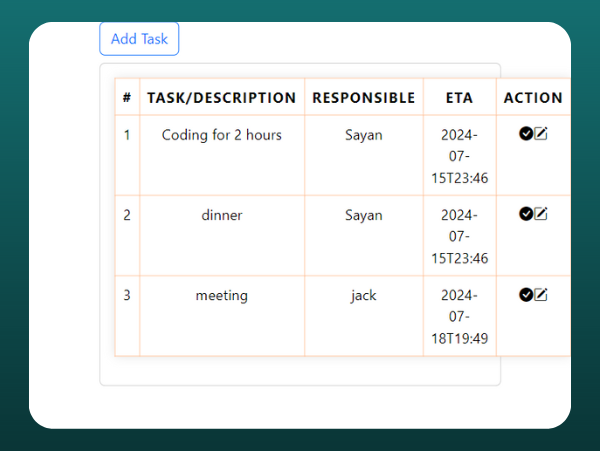 Add Task
# TASK/DESCRIPTION RESPONSIBLE ETA ACTION
1 Coding for 2 hours Sayan 2024-
07-
15T23:46
2 dinner Sayan 2024-
07-
15T23:46
3 meeting jack 2024-
07-
18T19:49